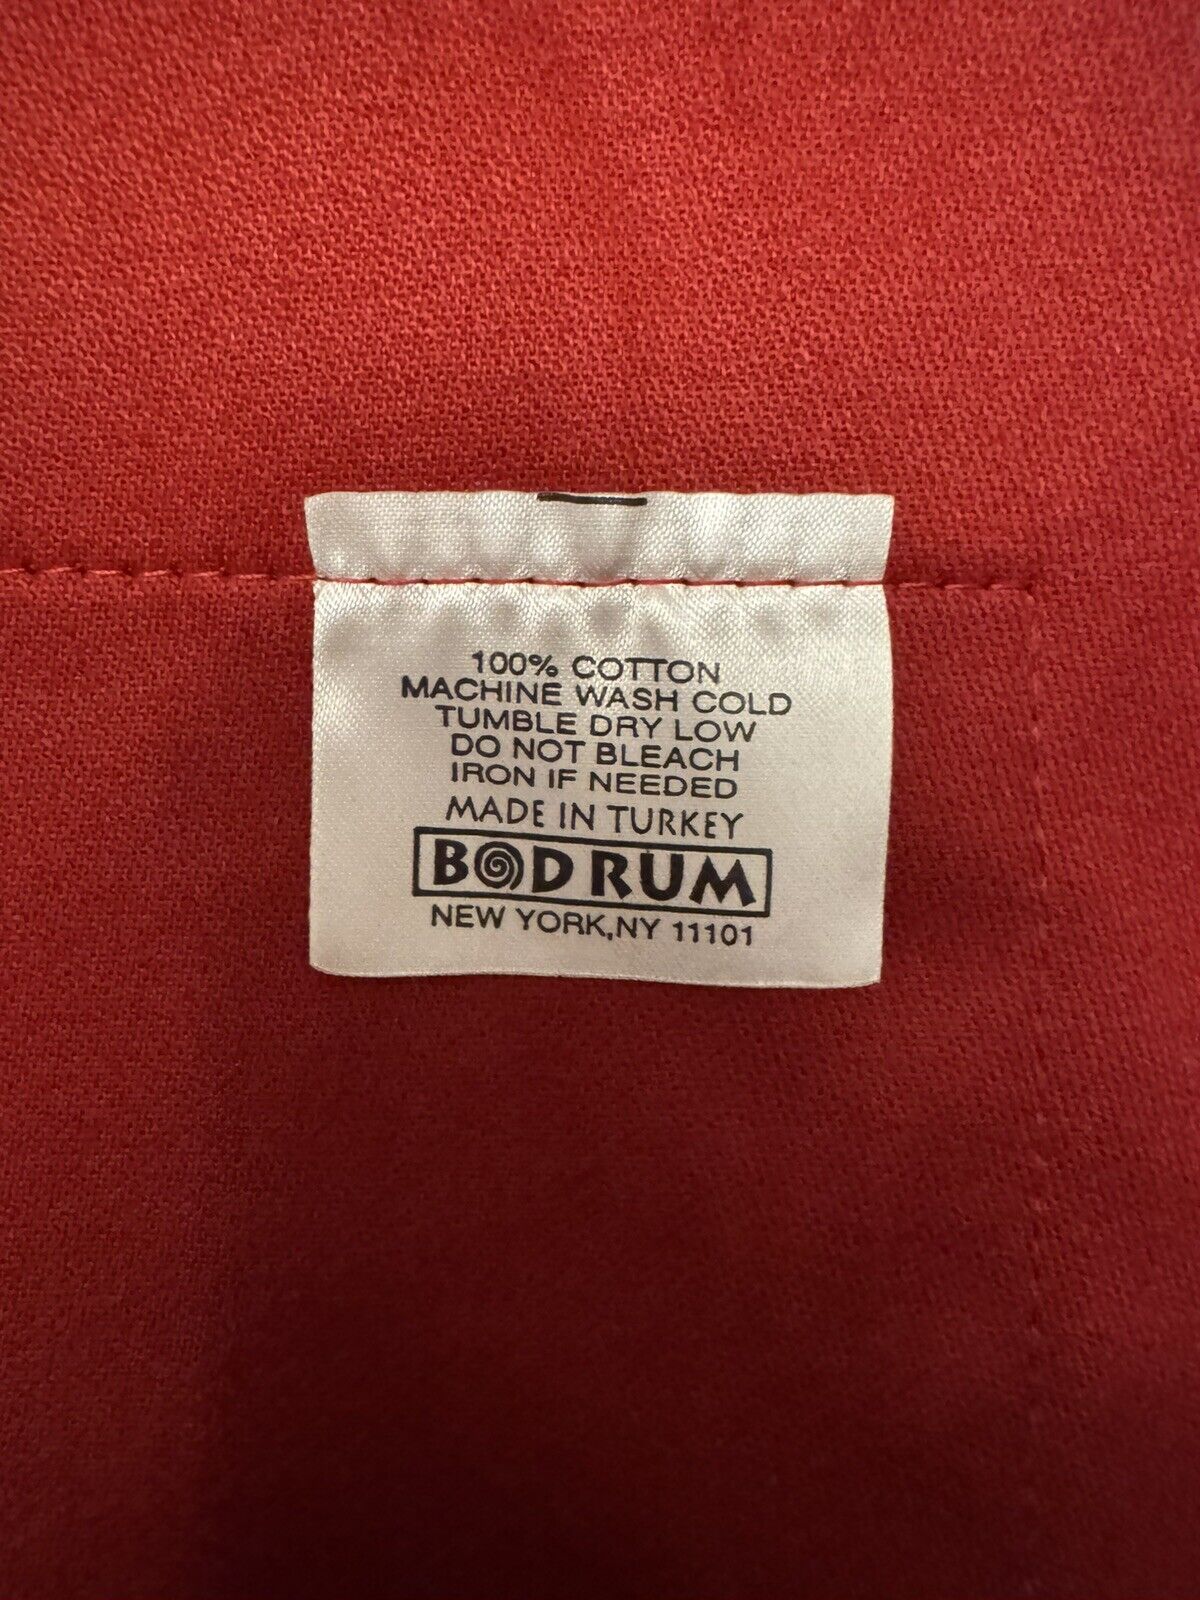 100% COTTON
MACHINE WASH COLD
TUMBLE DRY LOW
DO NOT BLEACH
IRON IF NEEDED
MADE IN TURKEY
BODRUM
NEW YORK,NY 11101